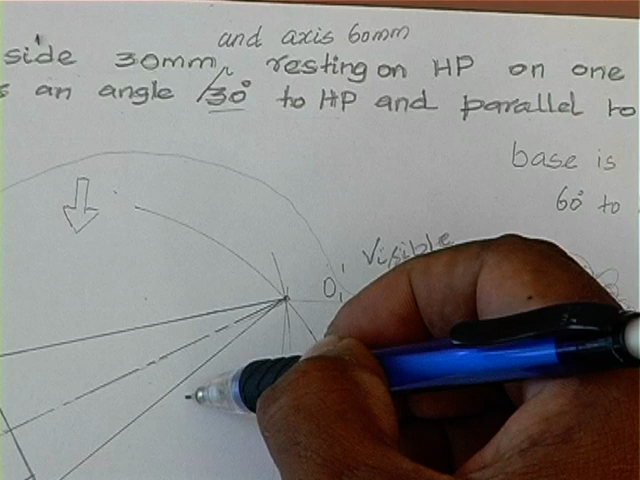 and axis 60mm
side 30mm, resting on HP on one
s an angle 30° to HP and parallel to
base is
60° to
Visible
O₁'